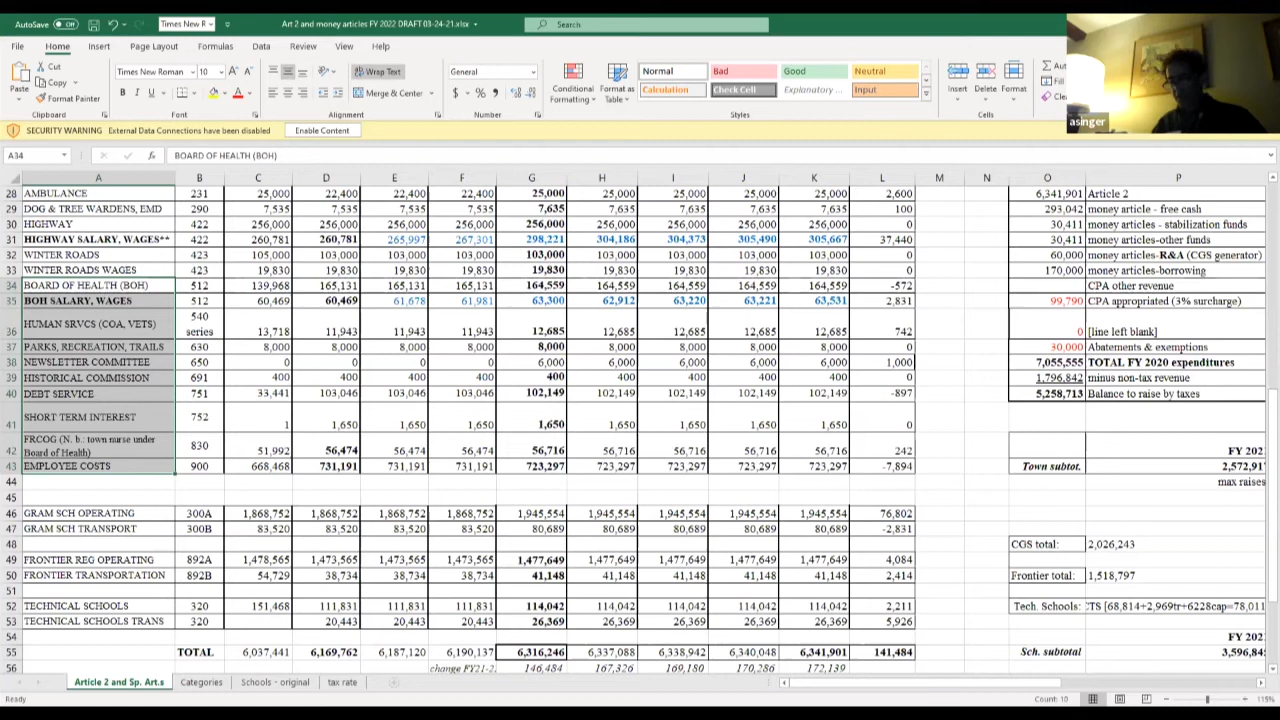 AutoSave Off Times New R Art 2 and money articles FY 2022 DRAFT 03-24-21.xlsx Search
File Home Insert Page Layout Formulas Data Review View Help
Cut Times New Roman 10 Wrap Text General Normal Bad Good Neutral
Copy
Paste Format Painter Merge & Center Conditional Formatting Format as Table Calculation Check Cell Explanatory ... Input Insert Delete Format
Clipboard Font Alignment Number Styles Cells
asinger
SECURITY WARNING External Data Connections have been disabled Enable Content
A34 BOARD OF HEALTH (BOH)
A B C D E F G H I J K L M N O P
28 AMBULANCE 231 25,000 22,400 22,400 22,400 25,000 25,000 25,000 25,000 25,000 2,600 6,341,901 Article 2
29 DOG & TREE WARDENS, EMD 290 7,535 7,535 7,535 7,535 7,635 7,635 7,635 7,635 7,635 100 293,042 money article - free cash
30 HIGHWAY 422 256,000 256,000 256,000 256,000 256,000 256,000 256,000 256,000 256,000 0 30,411 money articles - stabilization funds
31 HIGHWAY SALARY, WAGES** 422 260,781 260,781 265,997 267,301 298,221 304,186 304,373 305,490 305,667 37,440 30,411 money articles-other funds
32 WINTER ROADS 423 105,000 103,000 103,000 103,000 103,000 103,000 103,000 103,000 103,000 0 60,000 money articles-R&A (CGS generator)
33 WINTER ROADS WAGES 423 19,830 19,830 19,830 19,830 19,830 19,830 19,830 19,830 19,830 0 170,000 money articles-borrowing
34 BOARD OF HEALTH (BOH) 512 139,968 165,131 165,131 165,131 164,559 164,559 164,559 164,559 164,559 -572 CPA other revenue
35 BOH SALARY, WAGES 512 60,469 60,469 61,678 61,981 63,300 62,912 63,220 63,221 63,531 2,831 99,790 CPA appropriated (3% surcharge)
540
36 HUMAN SRVCS (COA, VETS) series 13,718 11,943 11,943 11,943 12,685 12,685 12,685 12,685 12,685 742 0 [line left blank]
37 PARKS, RECREATION, TRAILS 630 8,000 8,000 8,000 8,000 8,000 8,000 8,000 8,000 8,000 0 30,000 Abatements & exemptions
38 NEWSLETTER COMMITTEE 650 0 0 0 0 6,000 6,000 6,000 6,000 6,000 1,000 7,055,555 TOTAL FY 2020 expenditures
39 HISTORICAL COMMISSION 691 400 400 400 400 400 400 400 400 400 0 1,796,842 minus non-tax revenue
40 DEBT SERVICE 751 33,441 103,046 103,046 103,046 102,149 102,149 102,149 102,149 102,149 -897 5,258,713 Balance to raise by taxes
41 SHORT TERM INTEREST 752 1 1,650 1,650 1,650 1,650 1,650 1,650 1,650 1,650 0
FRCOG (N. b.: town nurse under
42 Board of Health) 830 51,992 56,474 56,474 56,474 56,716 56,716 56,716 56,716 56,716 242 FY 202
43 EMPLOYEE COSTS 900 668,468 731,191 731,191 731,191 723,297 723,297 723,297 723,297 723,297 -7,894 Town subtot. 2,572,91
44 max raises
45
46 GRAM SCH OPERATING 300A 1,868,752 1,868,752 1,868,752 1,868,752 1,945,554 1,945,554 1,945,554 1,945,554 1,945,554 76,802
47 GRAM SCH TRANSPORT 300B 83,520 83,520 83,520 83,520 80,689 80,689 80,689 80,689 80,689 -2,831
48 CGS total: 2,026,243
49 FRONTIER REG OPERATING 892A 1,478,565 1,473,565 1,473,565 1,473,565 1,477,649 1,477,649 1,477,649 1,477,649 1,477,649 4,084
50 FRONTIER TRANSPORTATION 892B 54,729 38,734 38,734 38,734 41,148 41,148 41,148 41,148 41,148 2,414 Frontier total: 1,518,797
51
52 TECHNICAL SCHOOLS 320 151,468 111,831 111,831 111,831 114,042 114,042 114,042 114,042 114,042 2,211 Tech. Schools: CTS [68,814+2,969tr+6228cap=78,011
53 TECHNICAL SCHOOLS TRANS 320 20,443 20,443 20,443 26,369 26,369 26,369 26,369 26,369 5,926
54 FY 202
55 TOTAL 6,037,441 6,169,762 6,187,120 6,190,137 6,316,246 6,337,088 6,338,942 6,340,048 6,341,901 141,484 Sch. subtotal 3,596,84
56 change FY21-2 146,484 167,326 169,180 170,286 172,139
Article 2 and Sp. Art.s Categories Schools - original tax rate
Ready Count: 10 115%